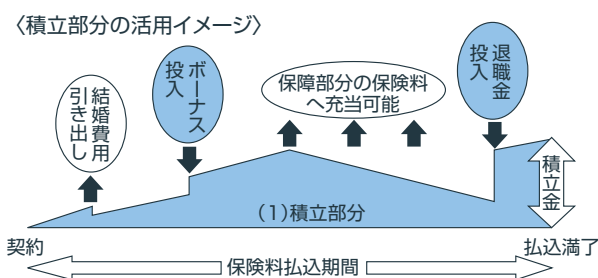 〈積立部分の活用イメージ〉
結婚費用
引き出し
ボーナス
投入
保障部分の保険料
へ充当可能
退職金
投入
積立金
(1)積立部分
契約
払込満了
保険料払込期間